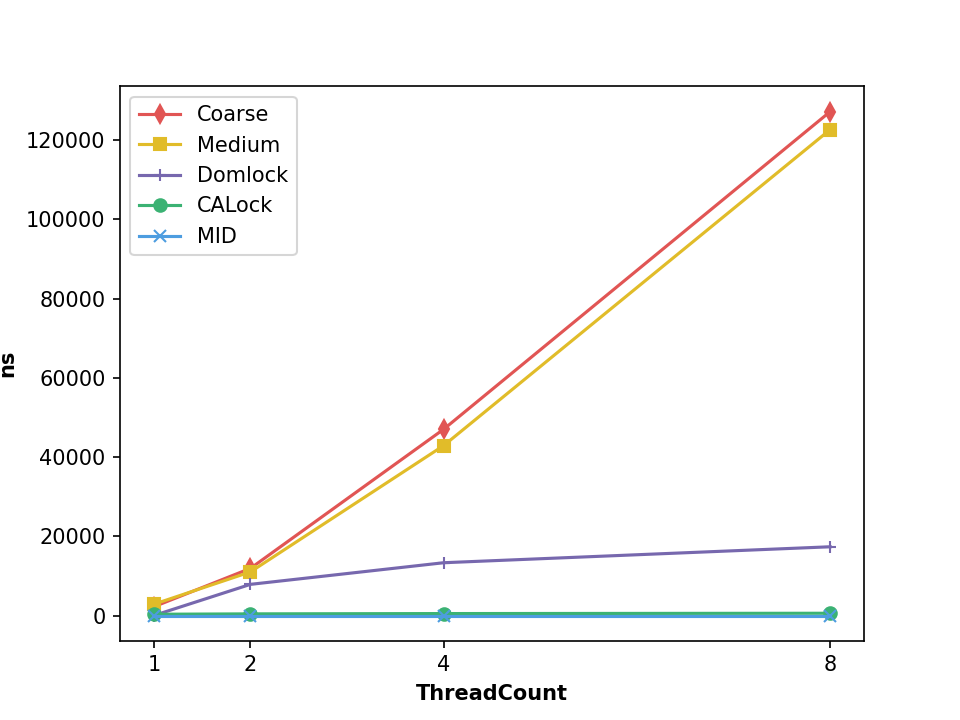 Coarse
Medium
Domlock
CALock
MID
120000
100000
80000
60000
40000
20000
0
ns
1 2 4 8
ThreadCount